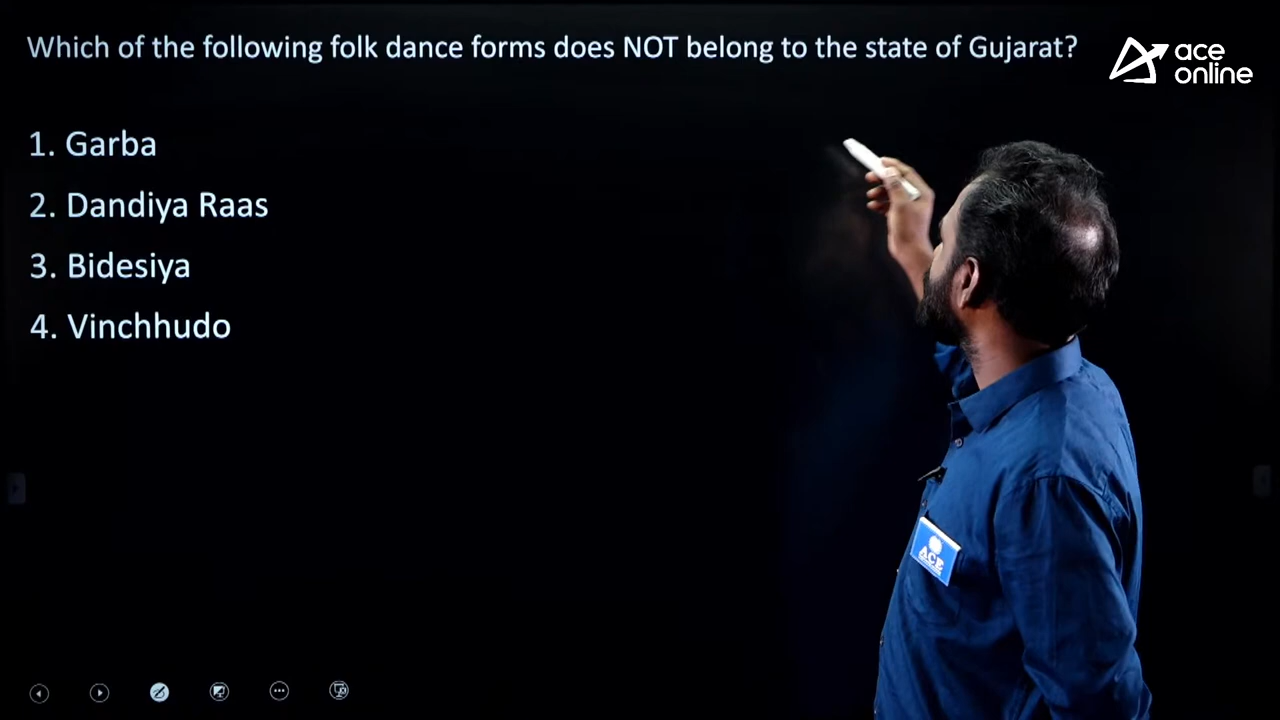 Which of the following folk dance forms does NOT belong to the state of Gujarat?
ace
online
1. Garba
2. Dandiya Raas
3. Bidesiya
4. Vinchhudo
ACE